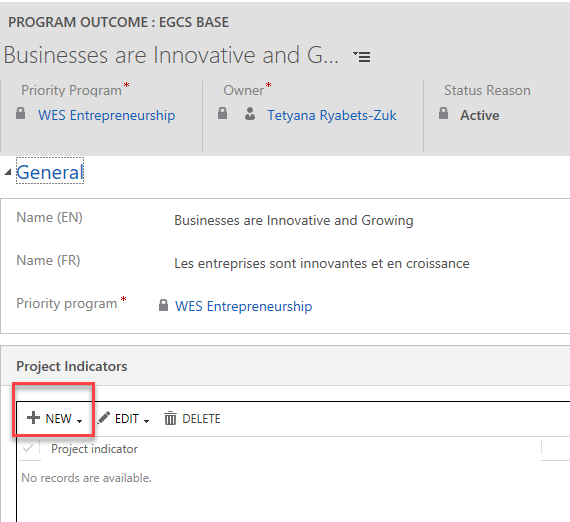 PROGRAM OUTCOME : EGCS BASE
Businesses are Innovative and G...
Priority Program* Owner* Status Reason
WES Entrepreneurship Tetyana Ryabets-Zuk Active
General
Name (EN) Businesses are Innovative and Growing
Name (FR) Les entreprises sont innovantes et en croissance
Priority program * WES Entrepreneurship
Project Indicators
NEW EDIT DELETE
Project indicator
No records are available.